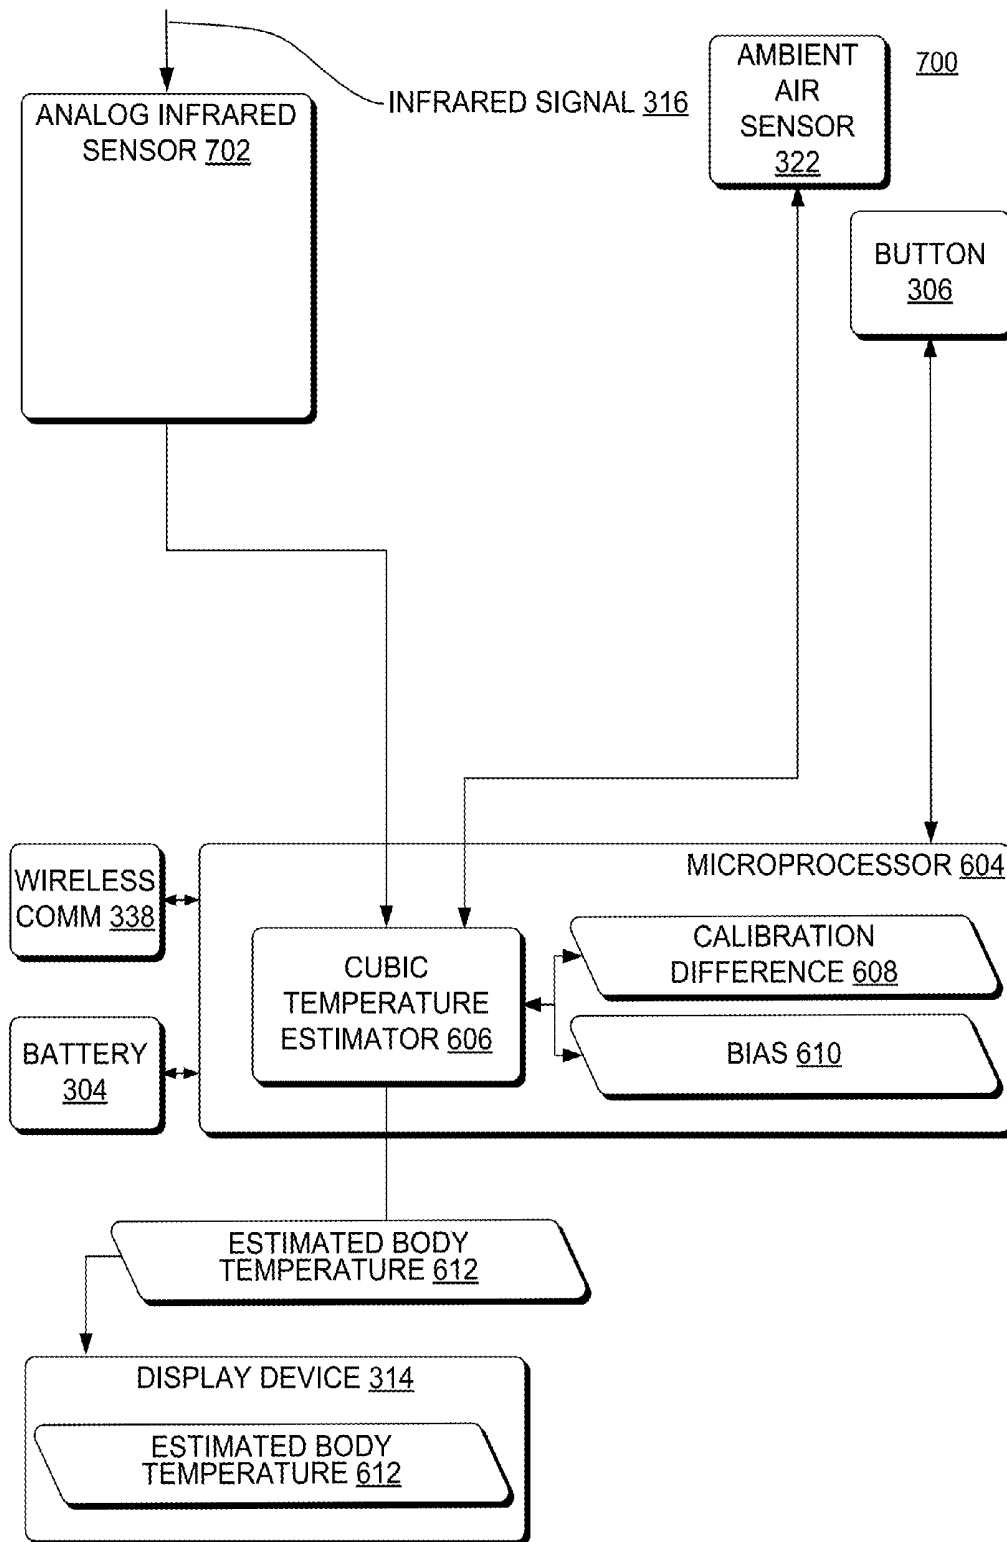 AMBIENT
AIR
SENSOR
322
700
ANALOG INFRARED
SENSOR 702
INFRARED SIGNAL 316
BUTTON
306
MICROPROCESSOR 604
WIRELESS
COMM 338
CALIBRATION
DIFFERENCE 608
CUBIC
TEMPERATURE
ESTIMATOR 606
BATTERY
304
BIAS 610
ESTIMATED BODY
TEMPERATURE 612
DISPLAY DEVICE 314
ESTIMATED BODY
TEMPERATURE 612